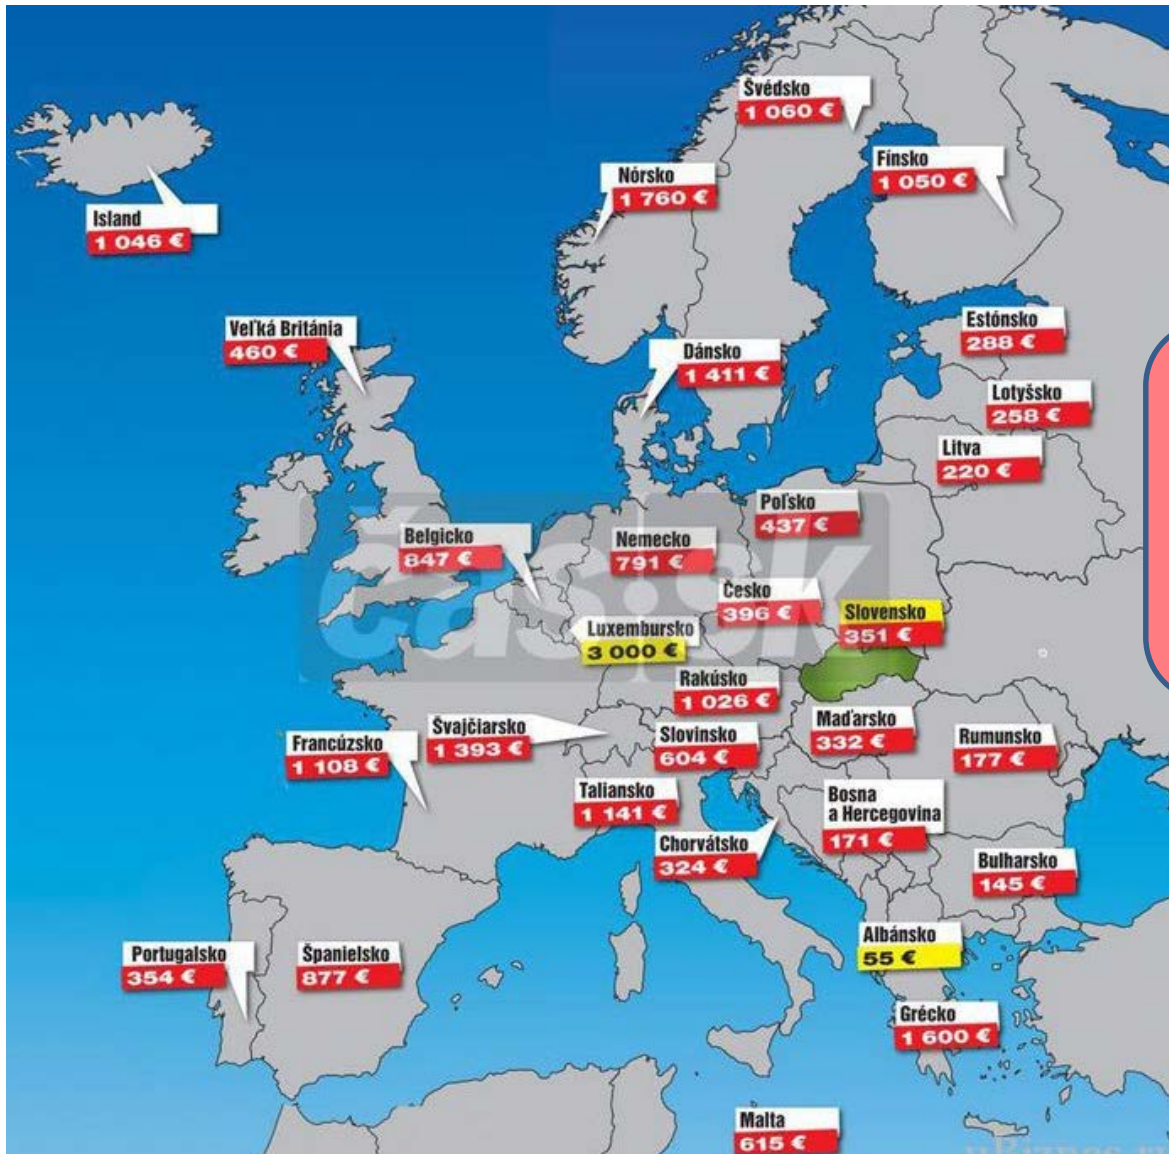 Švédsko
1 060 €
Fínsko
1 050 €
Nórsko
1 760 €
Island
1 046 €
Veľká Británia
460 €
Estónsko
288 €
Dánsko
1 411 €
Lotyšsko
258 €
Litva
220 €
Poľsko
437 €
Belgicko
847 €
Nemecko
791 €
čas.sk
Česko
396 €
Slovensko
351 €
Luxembursko
3 000 €
Rakúsko
1 026 €
Maďarsko
332 €
Švajčiarsko
1 393 €
Slovinsko
604 €
Rumunsko
177 €
Francúzsko
1 108 €
Taliansko
1 141 €
Bosna
a Hercegovina
171 €
Chorvátsko
324 €
Bulharsko
145 €
Albánsko
55 €
Portugalsko
354 €
Španielsko
877 €
Grécko
1 600 €
Malta
615 €